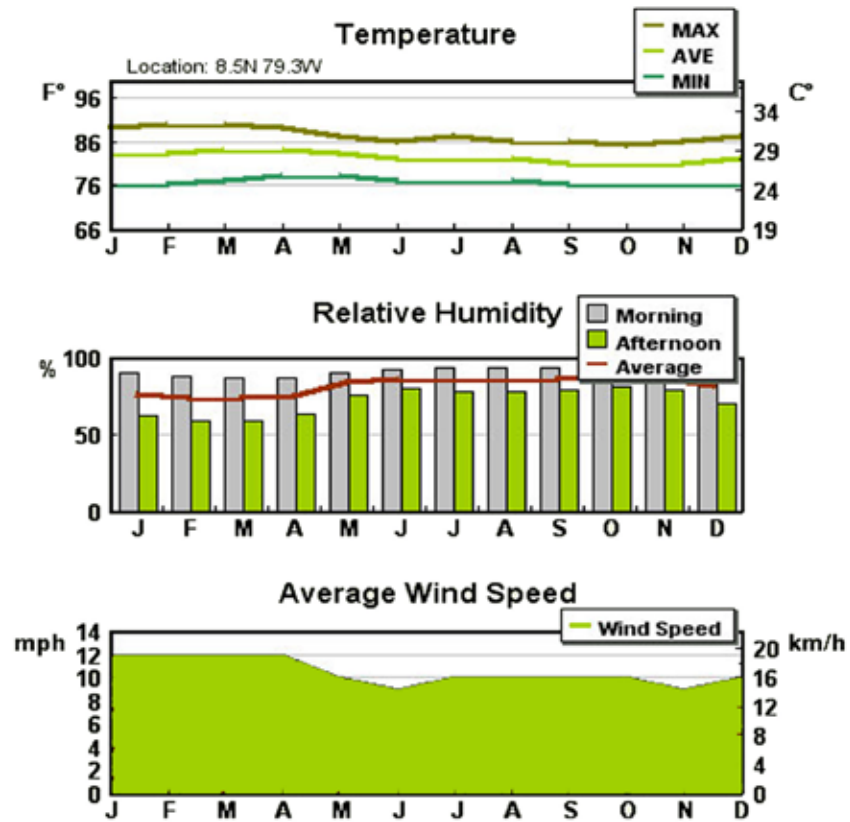 Temperature
MAX
AVE
MIN
Location: 8.5N 79.3W
F°
C°
96
86
76
66
34
29
24
19
J F M A M J J A S O N D
Relative Humidity
Morning
Afternoon
Average
%
100
50
0
J F M A M J J A S O N D
Average Wind Speed
Wind Speed
mph
km/h
14
12
10
8
6
4
2
0
20
16
12
8
4
0
J F M A M J J A S O N D